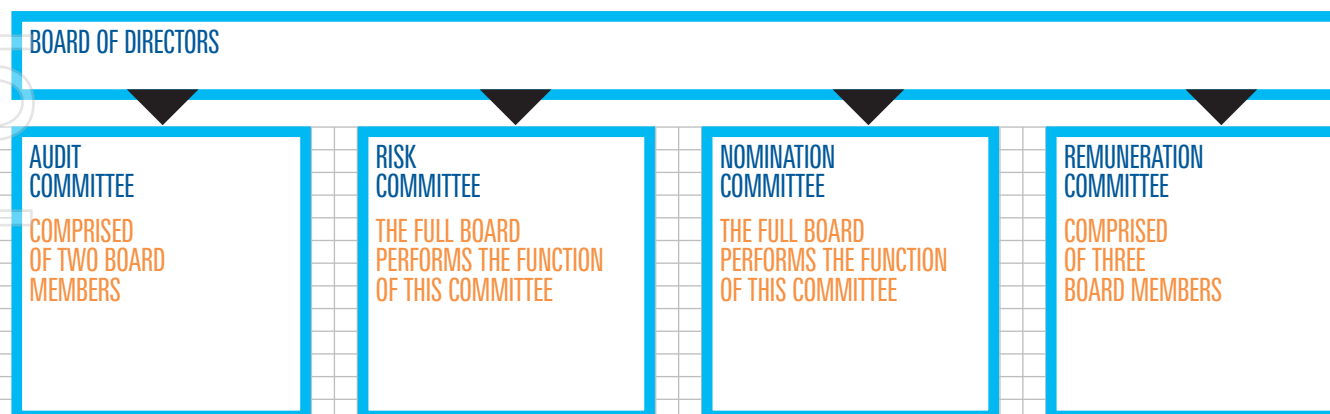 BOARD OF DIRECTORS
AUDIT
COMMITTEE
COMPRISED
OF TWO BOARD
MEMBERS
RISK
COMMITTEE
THE FULL BOARD
PERFORMS THE FUNCTION
OF THIS COMMITTEE
NOMINATION
COMMITTEE
THE FULL BOARD
PERFORMS THE FUNCTION
OF THIS COMMITTEE
REMUNERATION
COMMITTEE
COMPRISED
OF THREE
BOARD MEMBERS